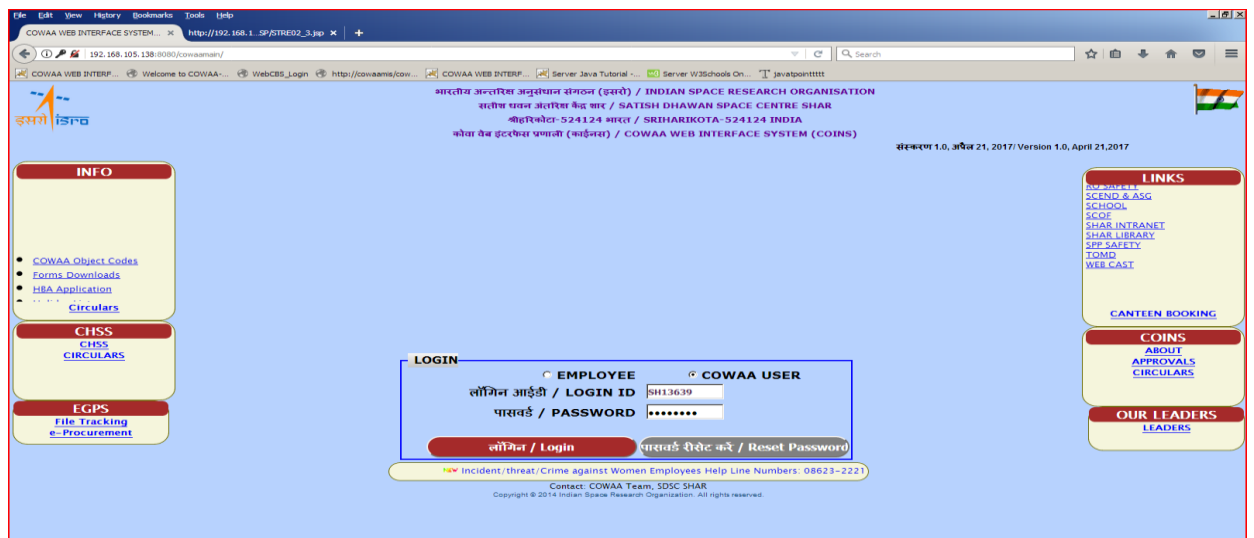 File Edit View History Bookmarks Tools Help
COWAA WEB INTERFACE SYSTEM... × http://192.168.1...SP/STRE02_3.jsp × +
192.168.105.138:8080/cowaamain/ Search
COWAA WEB INTERF... Welcome to COWAA-... WebCBS_Login http://cowaamis/cow... COWAA WEB INTERF... Server Java Tutorial -... Server W3Schools On... javatpointtttt
भारतीय अन्तरिक्ष अनुसंधान संगठन (इसरो) / INDIAN SPACE RESEARCH ORGANISATION
सतीश धवन अंतरिक्ष केंद्र शार / SATISH DHAWAN SPACE CENTRE SHAR
श्रीहरिकोटा-524124 भारत / SRIHARIKOTA-524124 INDIA
कोवा वेब इंटरफेस प्रणाली (काईनस) / COWAA WEB INTERFACE SYSTEM (COINS)
इसरो isro
संस्करण 1.0, अप्रैल 21, 2017/ Version 1.0, April 21,2017
INFO
COWAA Object Codes
Forms Downloads
HBA Application
Circulars
CHSS
CHSS
CIRCULARS
EGPS
File Tracking
e-Procurement
LOGIN
EMPLOYEE COWAA USER
लॉगिन आईडी / LOGIN ID SH13639
पासवर्ड / PASSWORD ••••••••
लॉगिन / Login पासवर्ड रीसेट करें / Reset Password
Incident/threat/Crime against Women Employees Help Line Numbers: 08623-2221
Contact: COWAA Team, SDSC SHAR
Copyright © 2014 Indian Space Research Organization. All rights reserved.
LINKS
RO SAFETY
SCEND & ASG
SCHOOL
SCOF
SHAR INTRANET
SHAR LIBRARY
SPP SAFETY
TOMD
WEB CAST
CANTEEN BOOKING
COINS
ABOUT
APPROVALS
CIRCULARS
OUR LEADERS
LEADERS